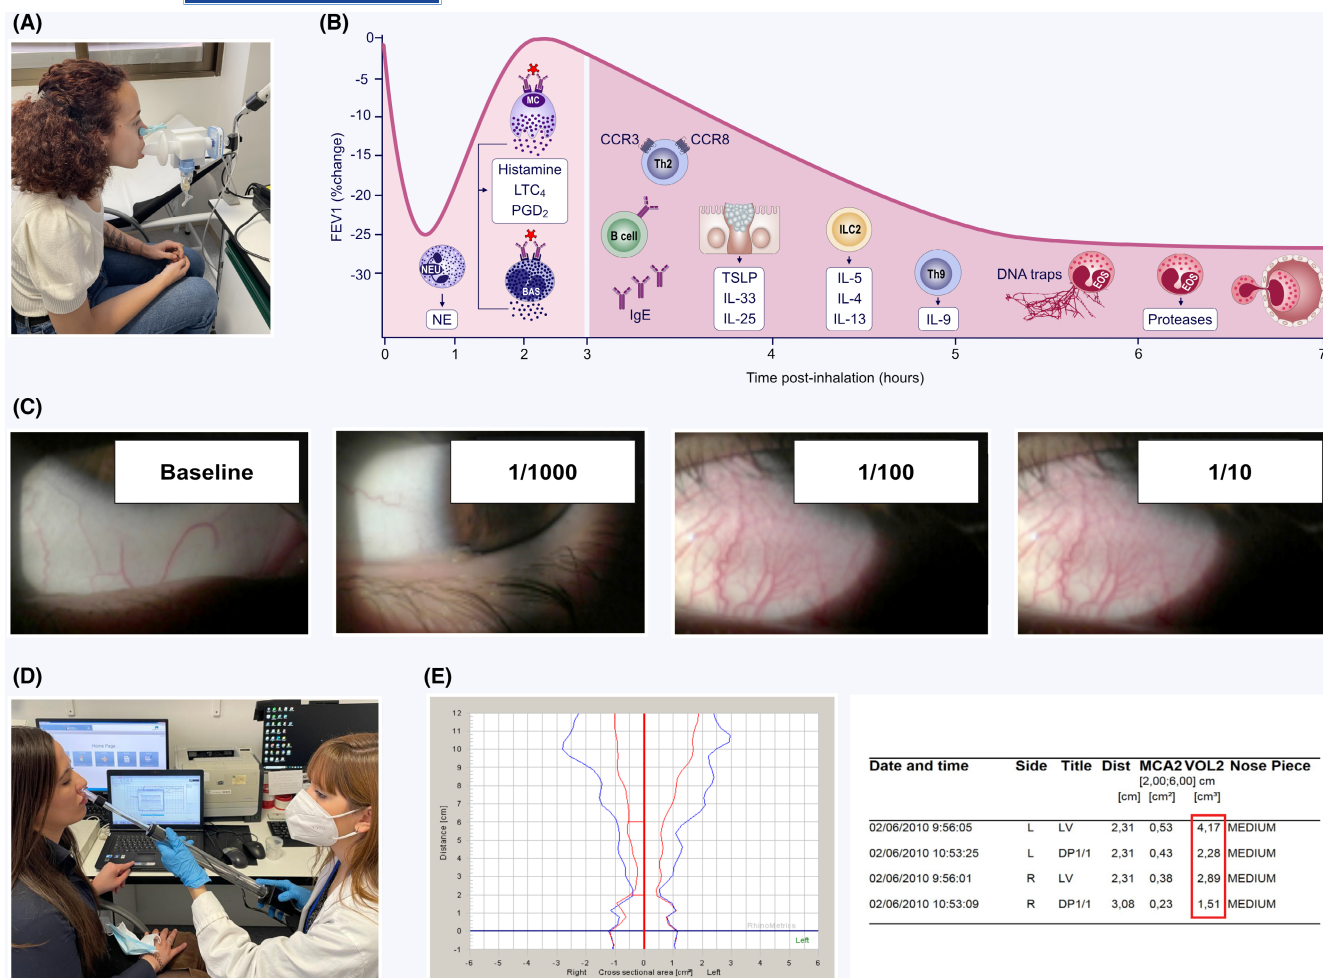 (A)
(B)
FEV1 (%change)
0
-5
-10
-15
-20
-25
-30
NEU
NE
MC
Histamine
LTC₄
PGD₂
BAS
CCR3
CCR8
Th2
B cell
IgE
TSLP
IL-33
IL-25
ILC2
IL-5
IL-4
IL-13
Th9
IL-9
DNA traps
EOS
EOS
Proteases
0 1 2 3 4 5 6 7
Time post-inhalation (hours)
(C)
Baseline
1/1000
1/100
1/10
(D)
Home Page
(E)
Distance [cm]
12
11
10
9
8
7
6
5
4
3
2
1
0
-1
RhinoMetrics
Left
-6 -5 -4 -3 -2 -1 0 1 2 3 4 5 6
Right Cross sectional area [cm²] Left
Date and time Side Title Dist MCA2 VOL2 Nose Piece
[2,00;6,00] cm
[cm] [cm²] [cm³]
02/06/2010 9:56:05 L LV 2,31 0,53 4,17 MEDIUM
02/06/2010 10:53:25 L DP1/1 2,31 0,43 2,28 MEDIUM
02/06/2010 9:56:01 R LV 2,31 0,38 2,89 MEDIUM
02/06/2010 10:53:09 R DP1/1 3,08 0,23 1,51 MEDIUM